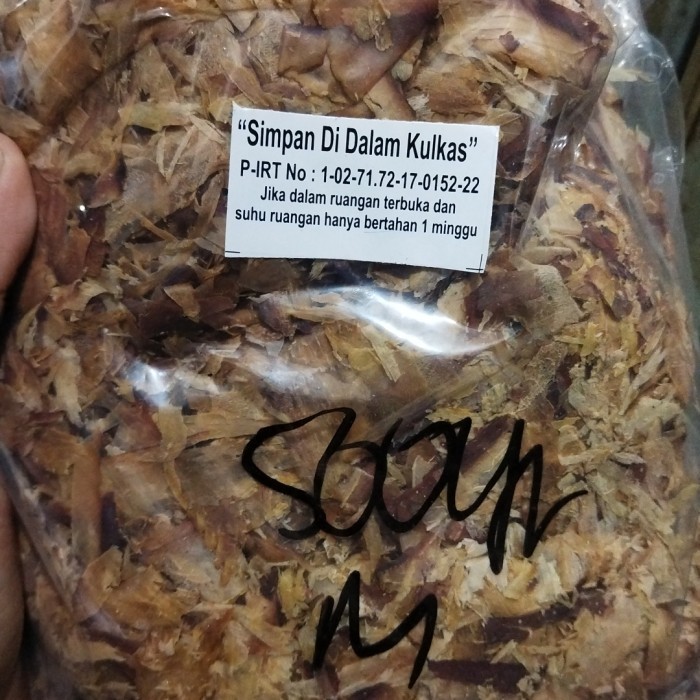 “Simpan Di Dalam Kulkas”
P-IRT No : 1-02-71.72-17-0152-22
Jika dalam ruangan terbuka dan
suhu ruangan hanya bertahan 1 minggu
500gr
M